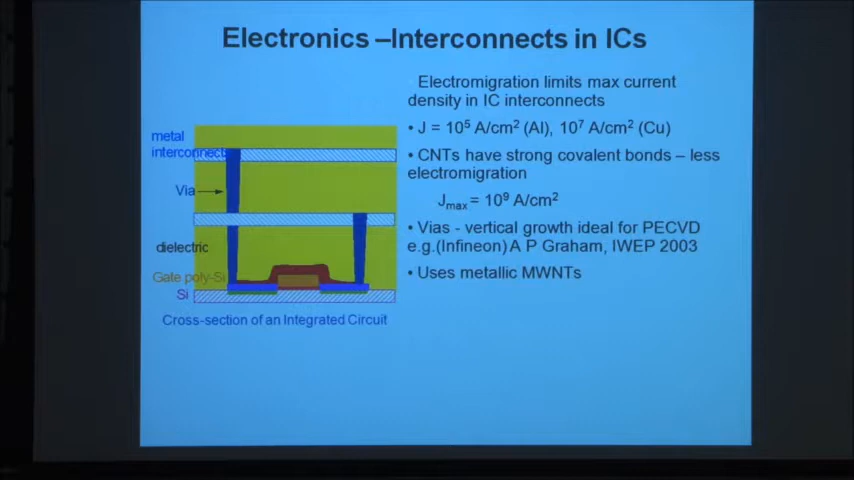 Electronics –Interconnects in ICs
Electromigration limits max current
density in IC interconnects
• J = 10⁵ A/cm² (Al), 10⁷ A/cm² (Cu)
• CNTs have strong covalent bonds – less
electromigration
Jmax = 10⁹ A/cm²
• Vias - vertical growth ideal for PECVD
e.g.(Infineon) A P Graham, IWEP 2003
• Uses metallic MWNTs
metal
interconnects
Via
dielectric
Gate poly-Si
Si
Cross-section of an Integrated Circuit